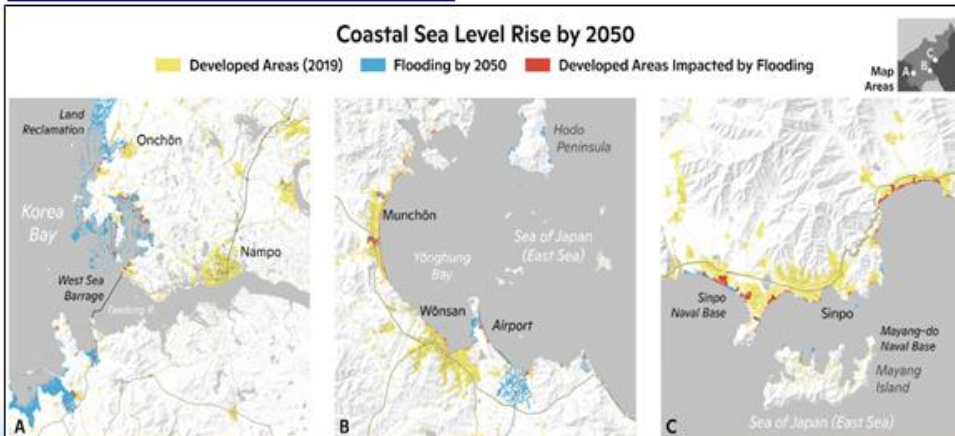 Coastal Sea Level Rise by 2050
Developed Areas (2019)
Flooding by 2050
Developed Areas Impacted by Flooding
Map
Areas
A
B
C
Land
Reclamation
Onchŏn
Korea
Bay
Nampo
West Sea
Barrage
Taedong R
A
Hodo
Peninsula
Munchŏn
Yŏnghung
Bay
Sea of Japan
(East Sea)
Wŏnsan
Airport
B
Sinpo
Naval Base
Sinpo
Mayang-do
Naval Base
Mayang
Island
Sea of Japan (East Sea)
C